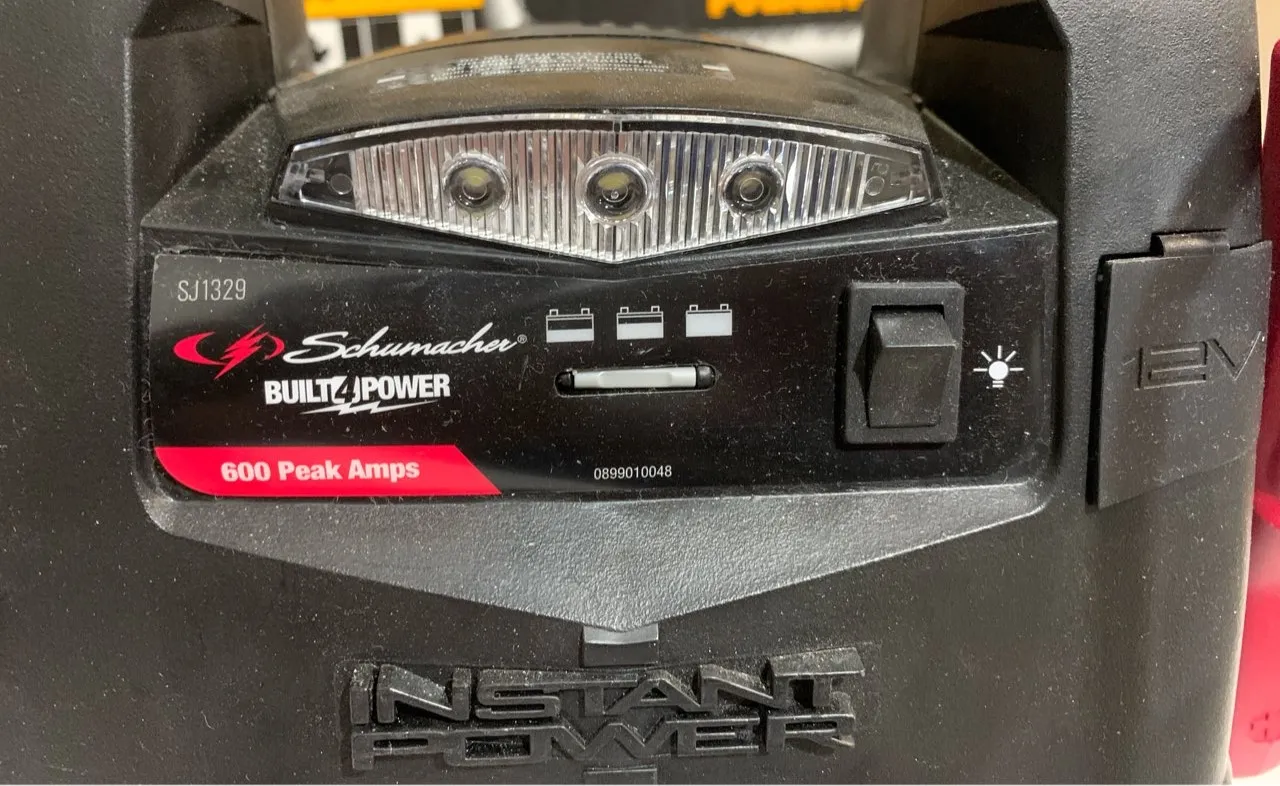 SJ1329
Schumacher®
BUILT4POWER
600 Peak Amps
0899010048
12V
INSTANT
POWER